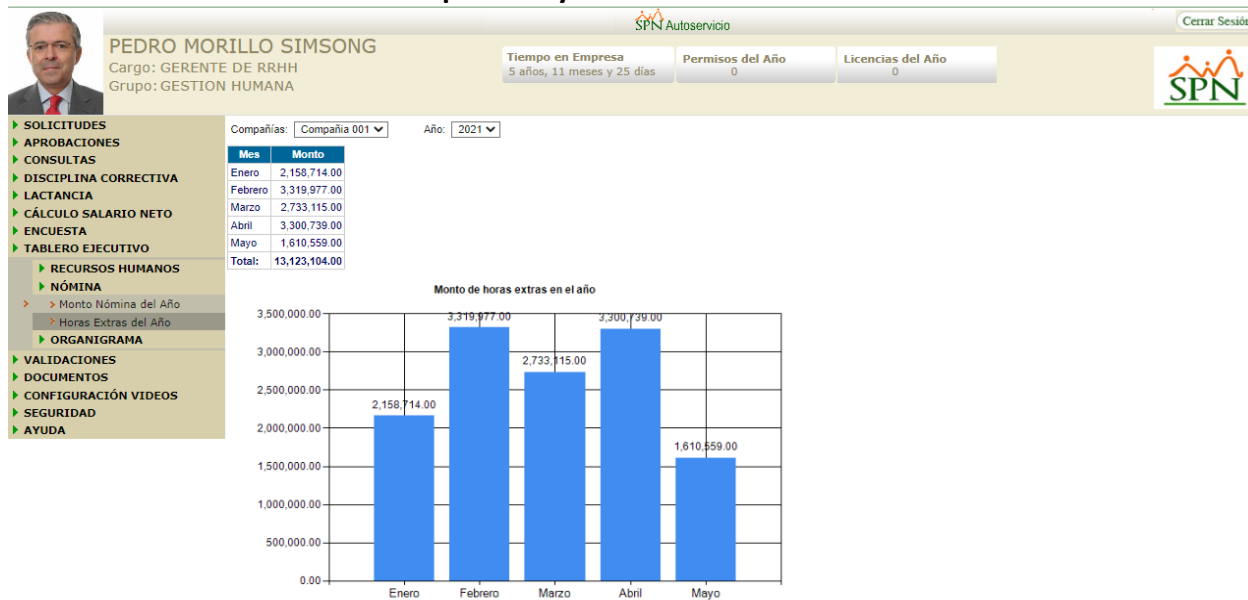 SPN Autoservicio
Cerrar Sesión
PEDRO MORILLO SIMSONG
Cargo: GERENTE DE RRHH
Grupo: GESTION HUMANA
Tiempo en Empresa
5 años, 11 meses y 25 días
Permisos del Año
0
Licencias del Año
0
SPN
SOLICITUDES
APROBACIONES
CONSULTAS
DISCIPLINA CORRECTIVA
LACTANCIA
CÁLCULO SALARIO NETO
ENCUESTA
TABLERO EJECUTIVO
RECURSOS HUMANOS
NÓMINA
> > Monto Nómina del Año
> Horas Extras del Año
ORGANIGRAMA
VALIDACIONES
DOCUMENTOS
CONFIGURACIÓN VIDEOS
SEGURIDAD
AYUDA
Compañías: Compañia 001 Año: 2021
Mes Monto
Enero 2,158,714.00
Febrero 3,319,977.00
Marzo 2,733,115.00
Abril 3,300,739.00
Mayo 1,610,559.00
Total: 13,123,104.00
Monto de horas extras en el año
3,500,000.00
3,000,000.00
2,500,000.00
2,000,000.00
1,500,000.00
1,000,000.00
500,000.00
0.00
2,158,714.00
3,319,977.00
2,733,115.00
3,300,739.00
1,610,559.00
Enero Febrero Marzo Abril Mayo